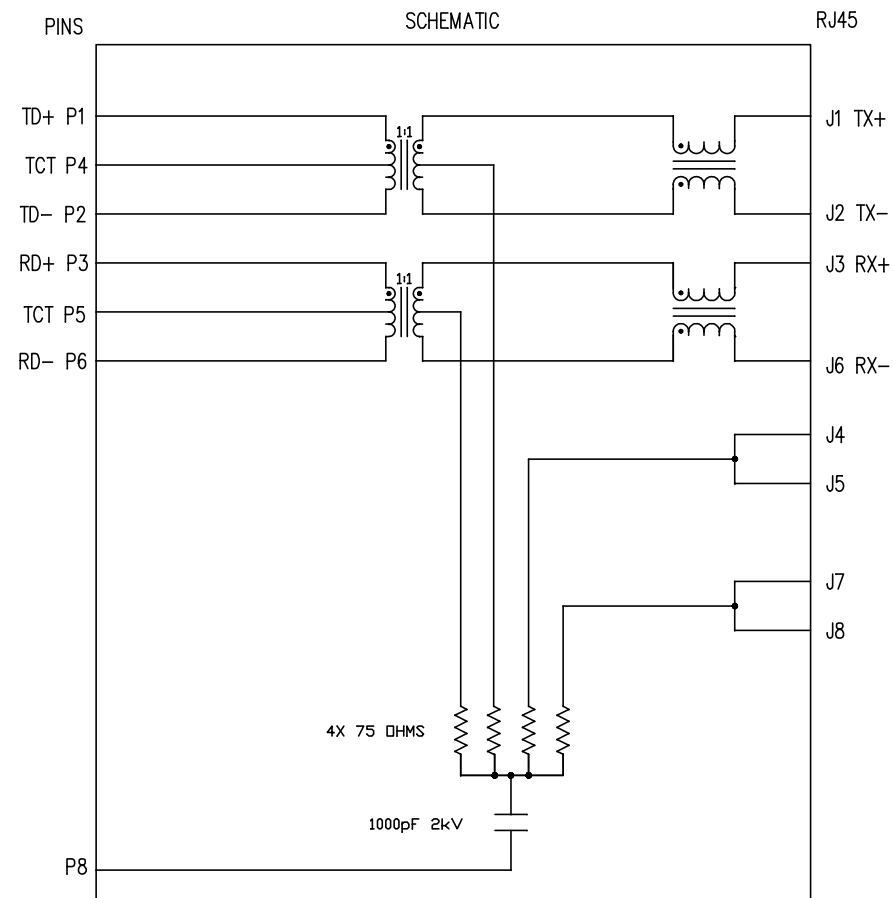 PINS
SCHEMATIC
RJ45
TD+ P1
1:1
J1 TX+
TCT P4
TD- P2
J2 TX-
RD+ P3
1:1
J3 RX+
TCT P5
RD- P6
J6 RX-
J4
J5
J7
J8
4X 75 OHMS
1000pF 2kV
P8